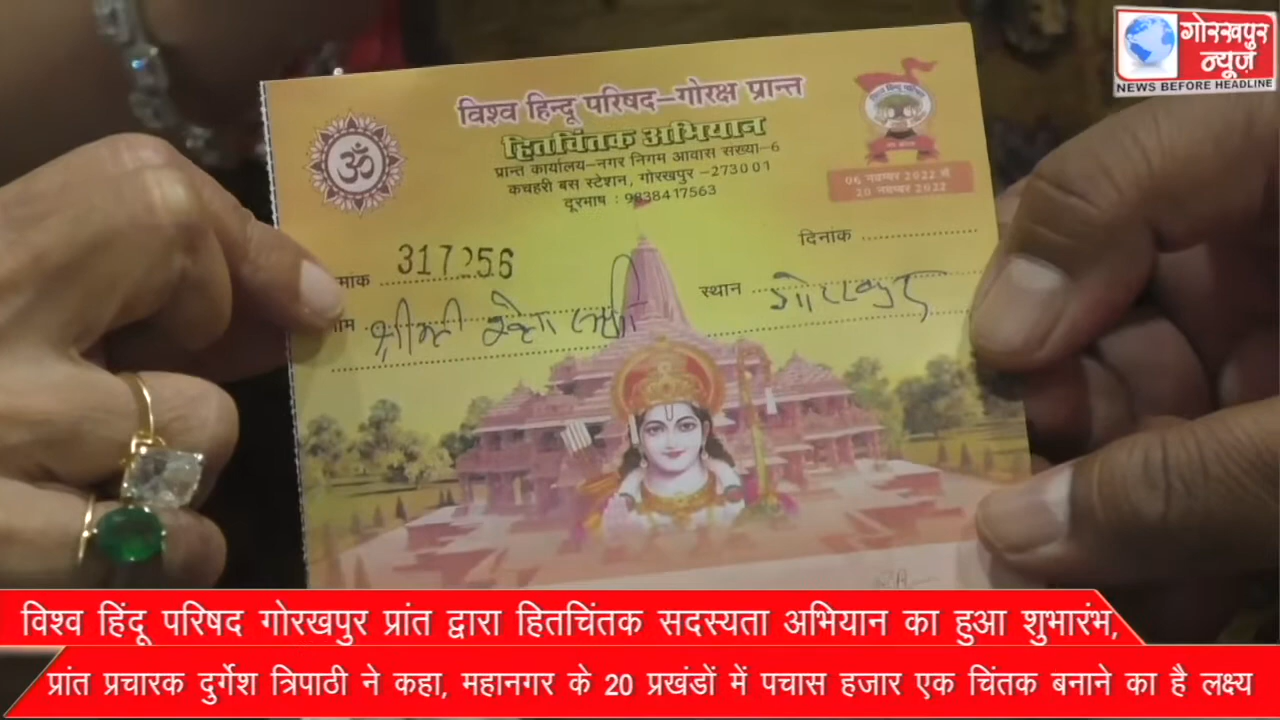 गोरखपुर
न्यूज़
NEWS BEFORE HEADLINE
विश्व हिन्दू परिषद-गोरक्ष प्रान्त
हितचिंतक अभियान
प्रान्त कार्यालय-नगर निगम आवास संख्या-6
कचहरी बस स्टेशन, गोरखपुर -273001
दूरभाष : 9838417563
06 नवम्बर 2022 से
20 नवम्बर 2022
दिनांक
मांक 317256
स्थान गोरखपुर
ाम श्रीमती
विश्व हिंदू परिषद गोरखपुर प्रांत द्वारा हितचिंतक सदस्यता अभियान का हुआ शुभारंभ,
प्रांत प्रचारक दुर्गेश त्रिपाठी ने कहा, महानगर के 20 प्रखंडों में पचास हजार एक चिंतक बनाने का है लक्ष्य